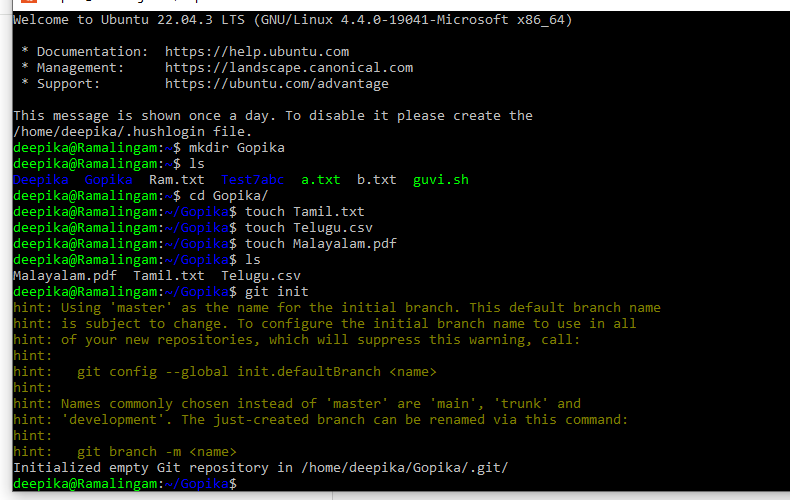 Welcome to Ubuntu 22.04.3 LTS (GNU/Linux 4.4.0-19041-Microsoft x86_64)
* Documentation:  https://help.ubuntu.com
* Management:     https://landscape.canonical.com
* Support:        https://ubuntu.com/advantage
This message is shown once a day. To disable it please create the
/home/deepika/.hushlogin file.
deepika@Ramalingam:~$ mkdir Gopika
deepika@Ramalingam:~$ ls
Deepika  Gopika  Ram.txt  Test7abc  a.txt  b.txt  guvi.sh
deepika@Ramalingam:~$ cd Gopika/
deepika@Ramalingam:~/Gopika$ touch Tamil.txt
deepika@Ramalingam:~/Gopika$ touch Telugu.csv
deepika@Ramalingam:~/Gopika$ touch Malayalam.pdf
deepika@Ramalingam:~/Gopika$ ls
Malayalam.pdf  Tamil.txt  Telugu.csv
deepika@Ramalingam:~/Gopika$ git init
hint: Using 'master' as the name for the initial branch. This default branch name
hint: is subject to change. To configure the initial branch name to use in all
hint: of your new repositories, which will suppress this warning, call:
hint:
hint:   git config --global init.defaultBranch <name>
hint:
hint: Names commonly chosen instead of 'master' are 'main', 'trunk' and
hint: 'development'. The just-created branch can be renamed via this command:
hint:
hint:   git branch -m <name>
Initialized empty Git repository in /home/deepika/Gopika/.git/
deepika@Ramalingam:~/Gopika$